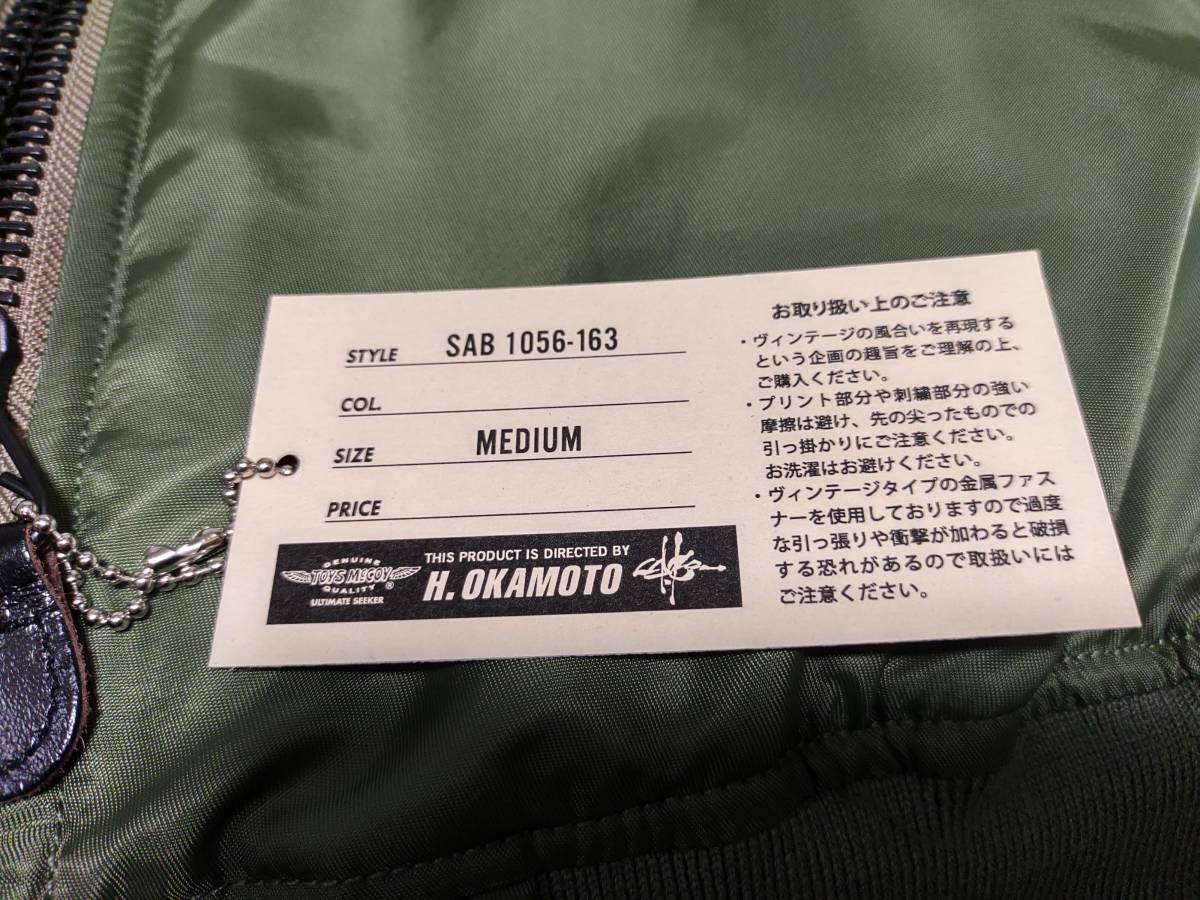 STYLE SAB 1056-163
COL.
SIZE MEDIUM
PRICE
GENUINE
TOYS McCOY ®
QUALITY
ULTIMATE SEEKER
THIS PRODUCT IS DIRECTED BY
H. OKAMOTO
お取り扱い上のご注意
・ヴィンテージの風合いを再現する
という企画の趣旨をご理解の上、
ご購入ください。
・プリント部分や刺繍部分の強い
摩擦は避け、先の尖ったものでの
引っ掛かりにご注意ください。
お洗濯はお避けください。
・ヴィンテージタイプの金属ファス
ナーを使用しておりますので過度
な引っ張りや衝撃が加わると破損
する恐れがあるので取扱いには
ご注意ください。